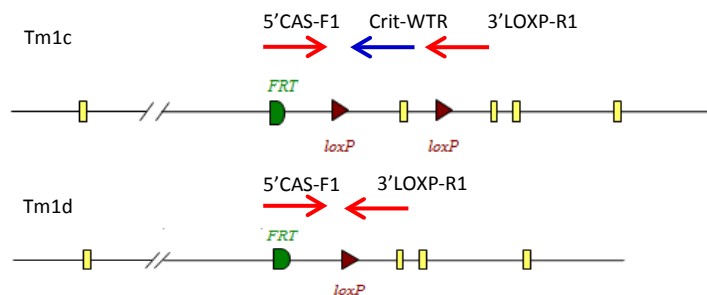 5'CAS-F1 Crit-WTR 3'LOXP-R1
Tm1c
FRT
loxP loxP
5'CAS-F1 3'LOXP-R1
Tm1d
FRT
loxP